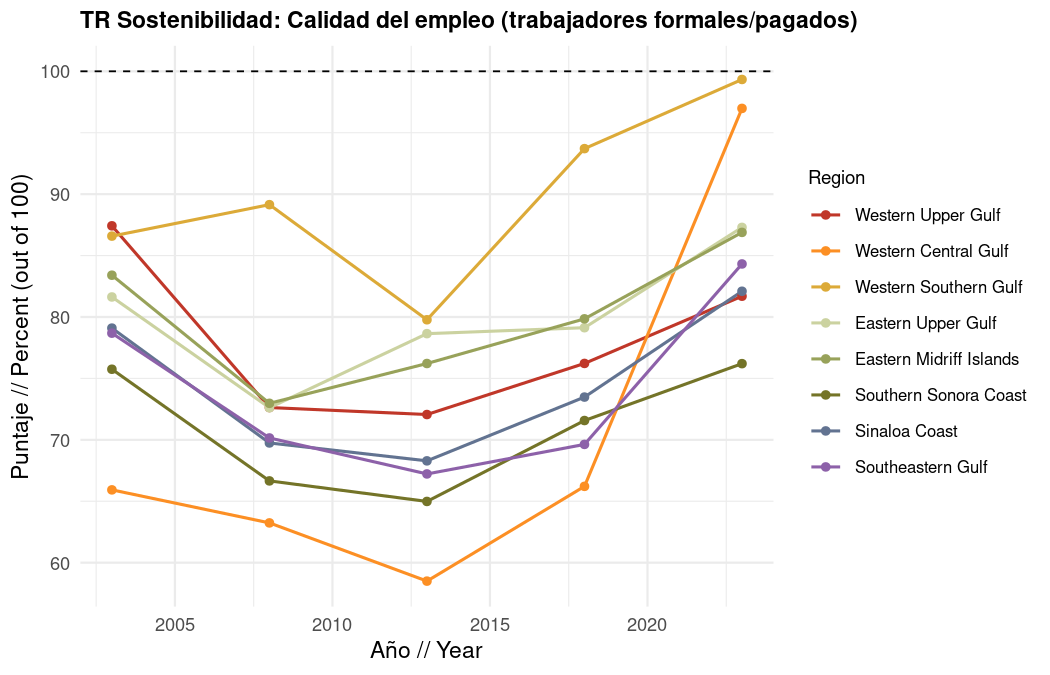 TR Sostenibilidad: Calidad del empleo (trabajadores formales/pagados)
Puntaje // Percent (out of 100)
100
90
80
70
60
2005
2010
2015
2020
Año // Year
Region
Western Upper Gulf
Western Central Gulf
Western Southern Gulf
Eastern Upper Gulf
Eastern Midriff Islands
Southern Sonora Coast
Sinaloa Coast
Southeastern Gulf